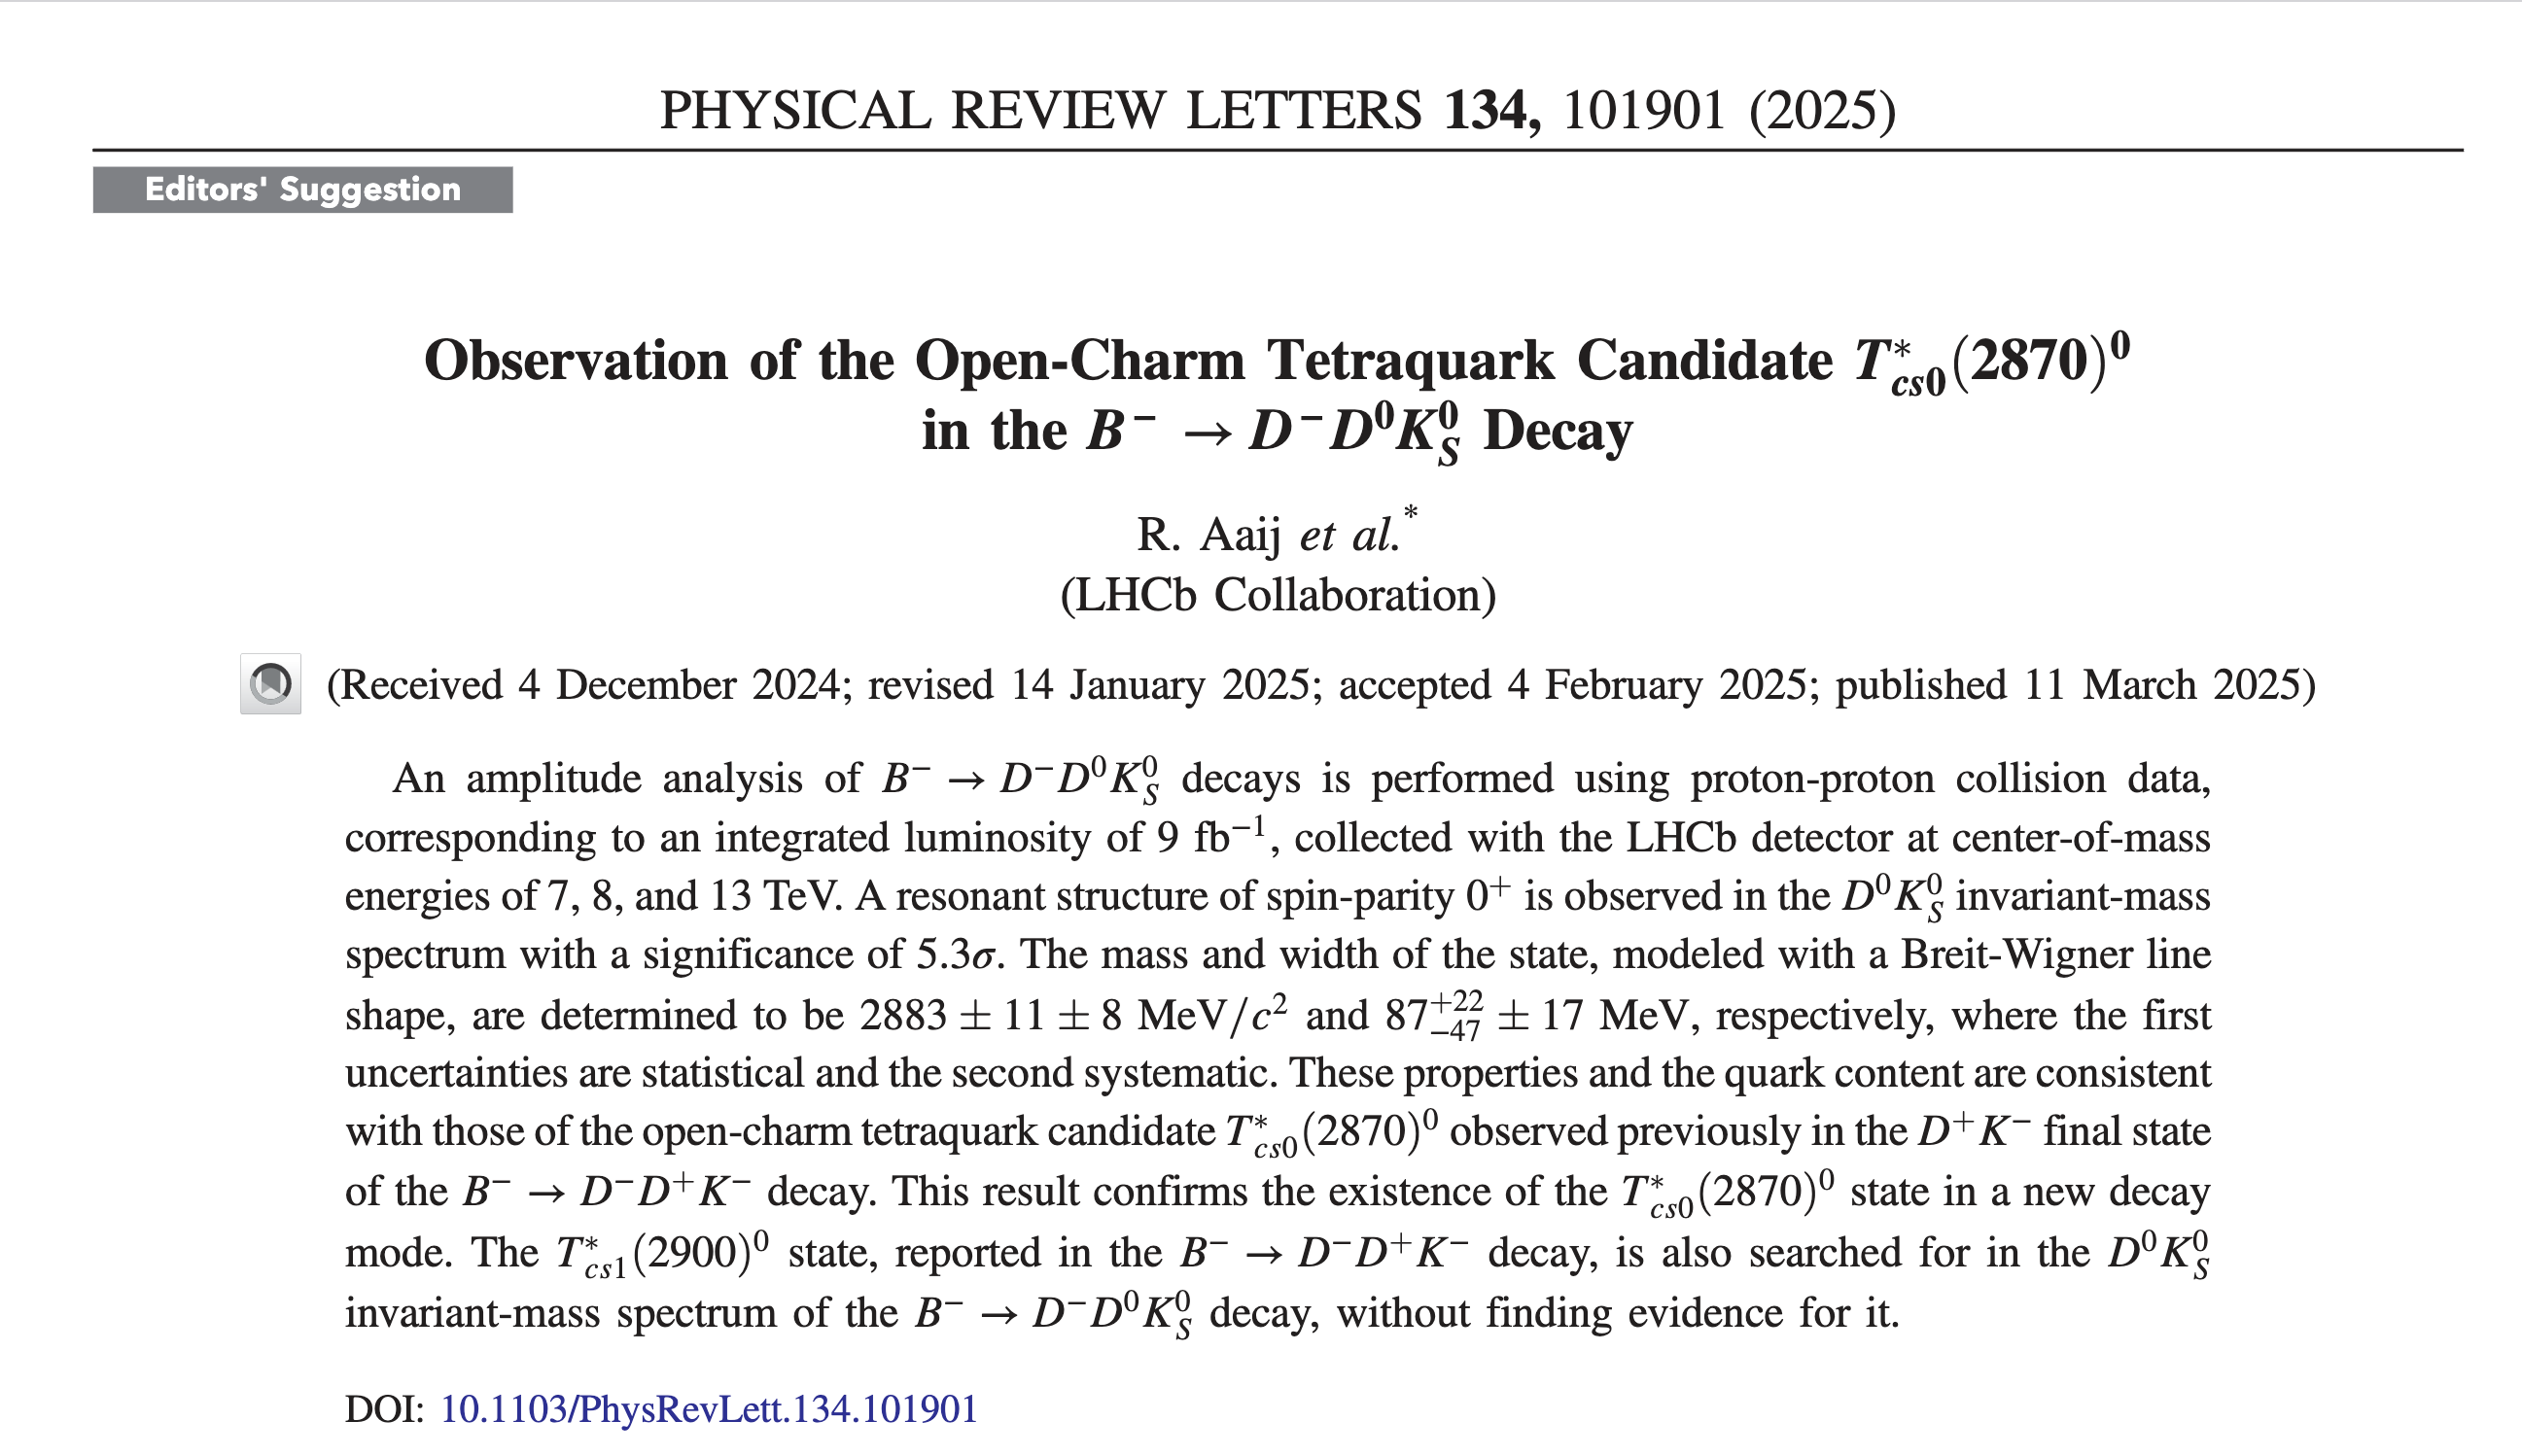 PHYSICAL REVIEW LETTERS 134, 101901 (2025)
Editors' Suggestion
Observation of the Open-Charm Tetraquark Candidate T*cs0(2870)⁰
in the B⁻ → D⁻D⁰K⁰S Decay
R. Aaij et al.*
(LHCb Collaboration)
(Received 4 December 2024; revised 14 January 2025; accepted 4 February 2025; published 11 March 2025)
An amplitude analysis of B⁻ → D⁻D⁰K⁰S decays is performed using proton-proton collision data,
corresponding to an integrated luminosity of 9 fb⁻¹, collected with the LHCb detector at center-of-mass
energies of 7, 8, and 13 TeV. A resonant structure of spin-parity 0⁺ is observed in the D⁰K⁰S invariant-mass
spectrum with a significance of 5.3σ. The mass and width of the state, modeled with a Breit-Wigner line
shape, are determined to be 2883 ± 11 ± 8 MeV/c² and 87⁺²²₋₄₇ ± 17 MeV, respectively, where the first
uncertainties are statistical and the second systematic. These properties and the quark content are consistent
with those of the open-charm tetraquark candidate T*cs0(2870)⁰ observed previously in the D⁺K⁻ final state
of the B⁻ → D⁻D⁺K⁻ decay. This result confirms the existence of the T*cs0(2870)⁰ state in a new decay
mode. The T*cs1(2900)⁰ state, reported in the B⁻ → D⁻D⁺K⁻ decay, is also searched for in the D⁰K⁰S
invariant-mass spectrum of the B⁻ → D⁻D⁰K⁰S decay, without finding evidence for it.
DOI: 10.1103/PhysRevLett.134.101901